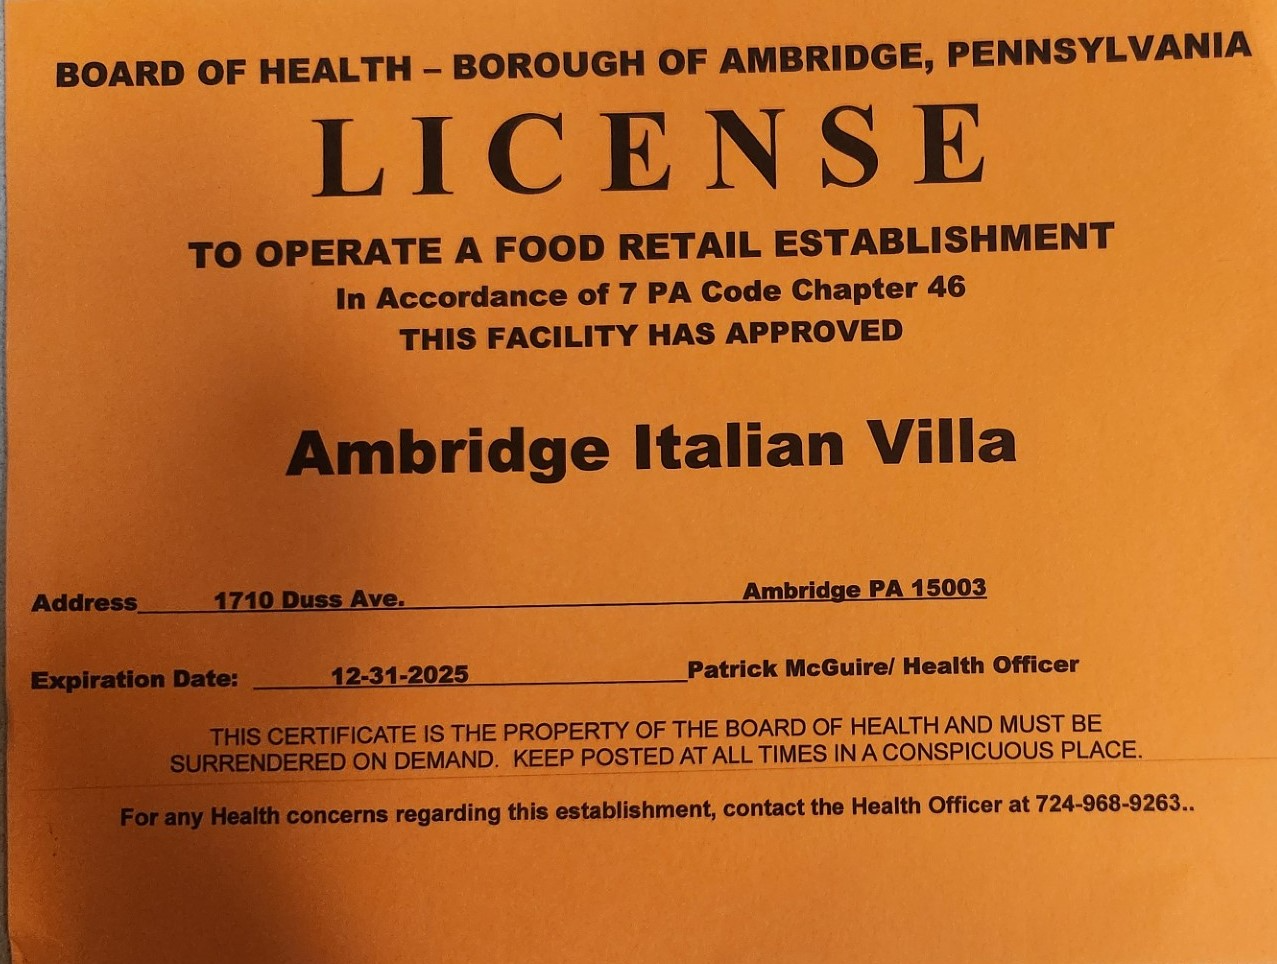 BOARD OF HEALTH – BOROUGH OF AMBRIDGE, PENNSYLVANIA
LICENSE
TO OPERATE A FOOD RETAIL ESTABLISHMENT
In Accordance of 7 PA Code Chapter 46
THIS FACILITY HAS APPROVED
Ambridge Italian Villa
Address 1710 Duss Ave. Ambridge PA 15003
Expiration Date: 12-31-2025 Patrick McGuire/ Health Officer
THIS CERTIFICATE IS THE PROPERTY OF THE BOARD OF HEALTH AND MUST BE
SURRENDERED ON DEMAND. KEEP POSTED AT ALL TIMES IN A CONSPICUOUS PLACE.
For any Health concerns regarding this establishment, contact the Health Officer at 724-968-9263..